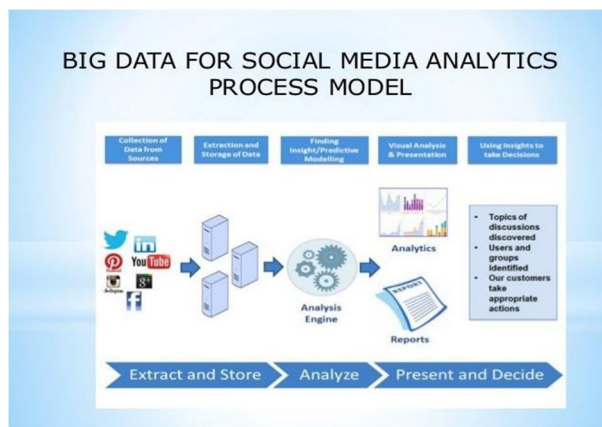 BIG DATA FOR SOCIAL MEDIA ANALYTICS
PROCESS MODEL
Collection of
Data from
Sources
Extraction and
Storage of Data
Finding
Insight/Predictive
Modelling
Visual Analysis
& Presentation
Using Insights to
take Decisions
in
You Tube
g+
f
Analysis
Engine
Analytics
REPORT
Reports
• Topics of
discussions
discovered
• Users and
groups
identified
• Our customers
take
appropriate
actions
Extract and Store
Analyze
Present and Decide